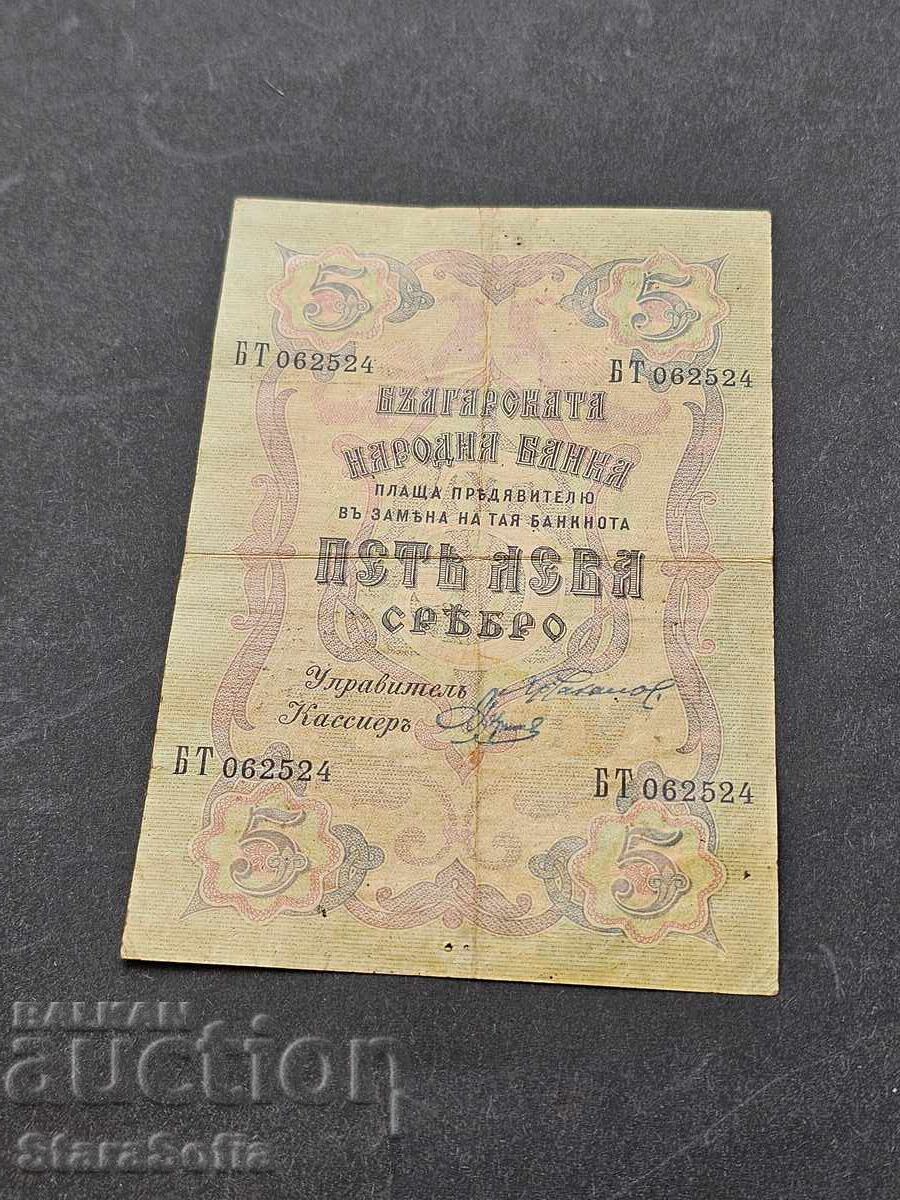 5 5
БТ 062524 БТ 062524
БЪЛГАРСКАТА
НАРОДНА БАНКА
ПЛАЩА ПРѢДЯВИТЕЛЮ
ВЪ ЗАМѢНА НА ТАЯ БАНКНОТА
ПЕТЬ ЛЕВА
СРѢБРО
Управитель
Кассиеръ
БТ 062524 БТ 062524
5 5
BALKAN
auction
StaraSofia